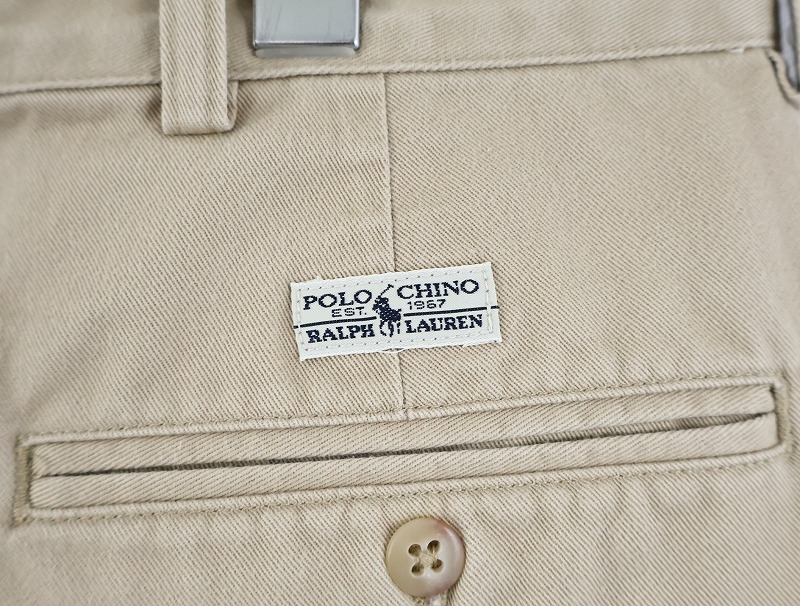 POLO CHINO
EST. 1967
RALPH LAUREN